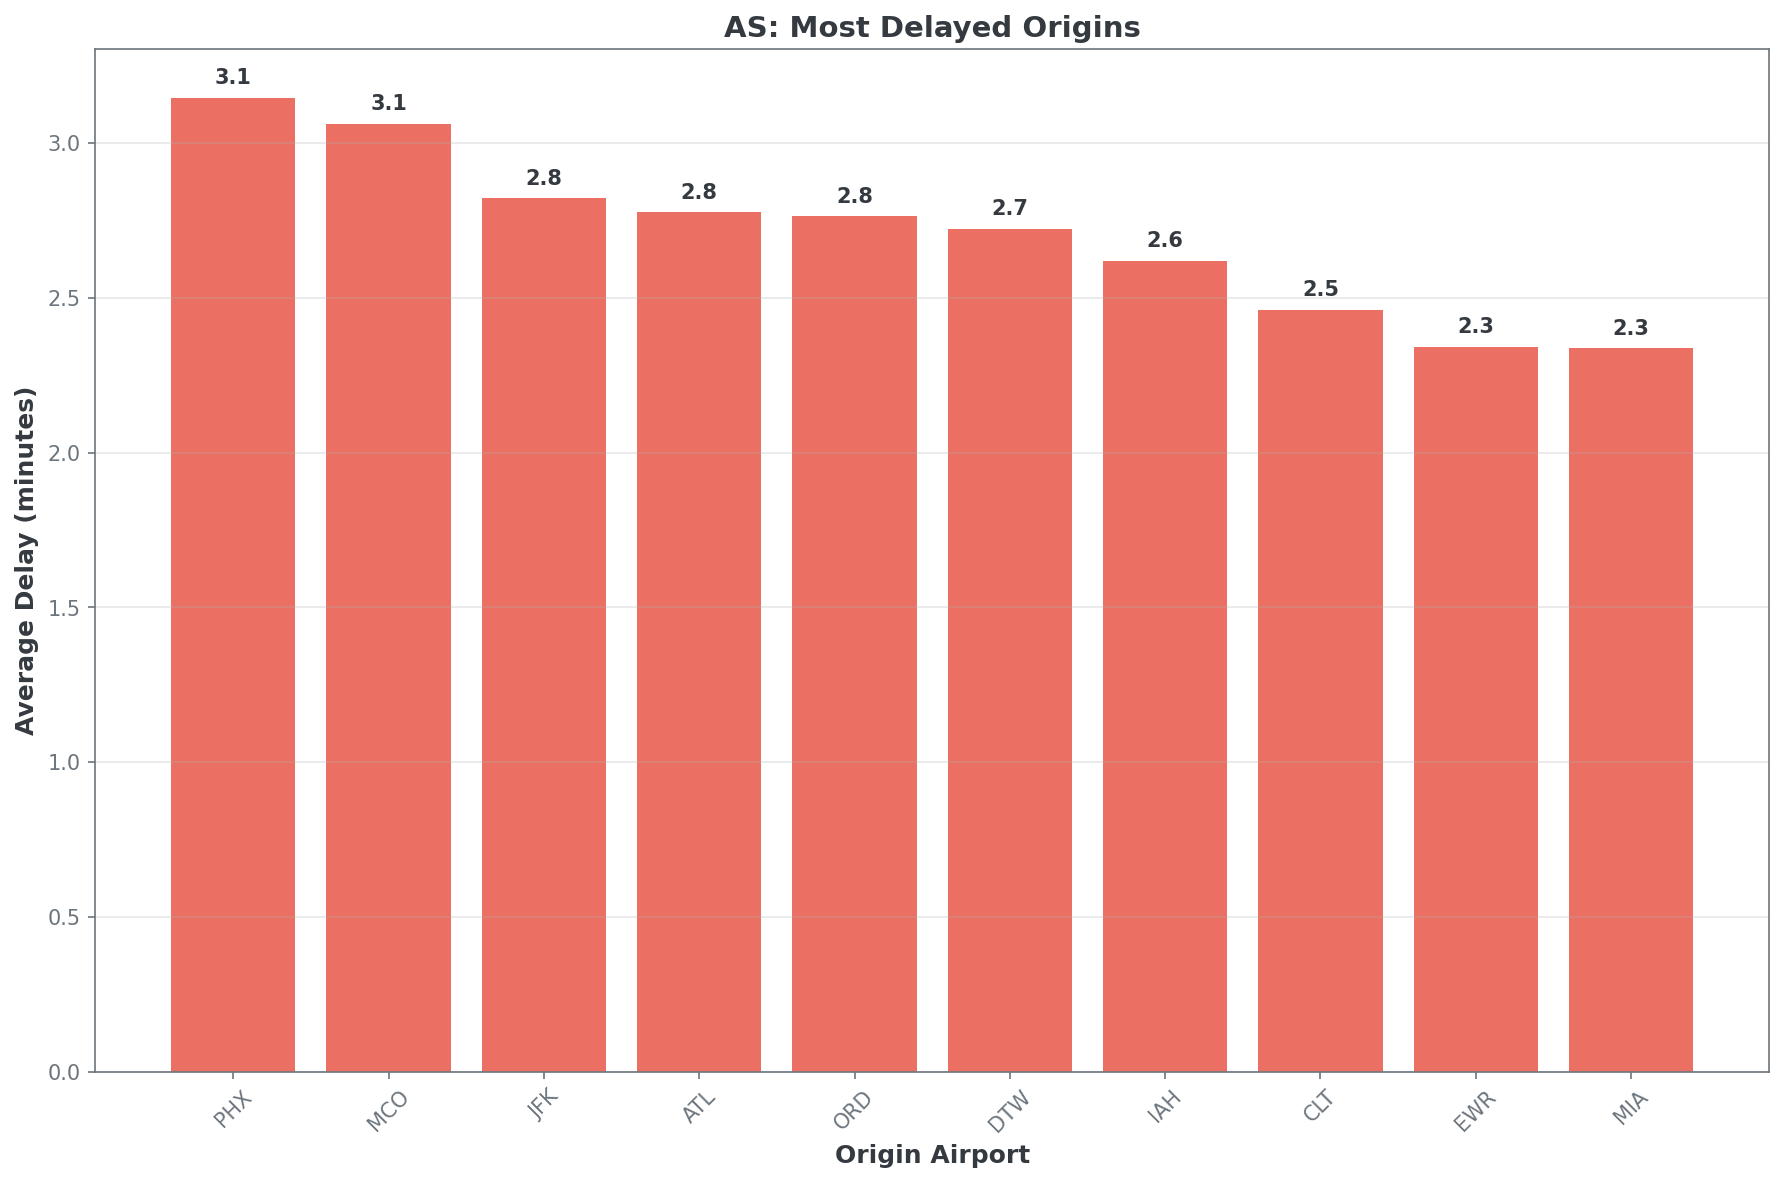 AS: Most Delayed Origins
3.1
3.1
2.8
2.8
2.8
2.7
2.6
2.5
2.3
2.3
Average Delay (minutes)
3.0
2.5
2.0
1.5
1.0
0.5
0.0
PHX
MCO
JFK
ATL
ORD
DTW
IAH
CLT
EWR
MIA
Origin Airport